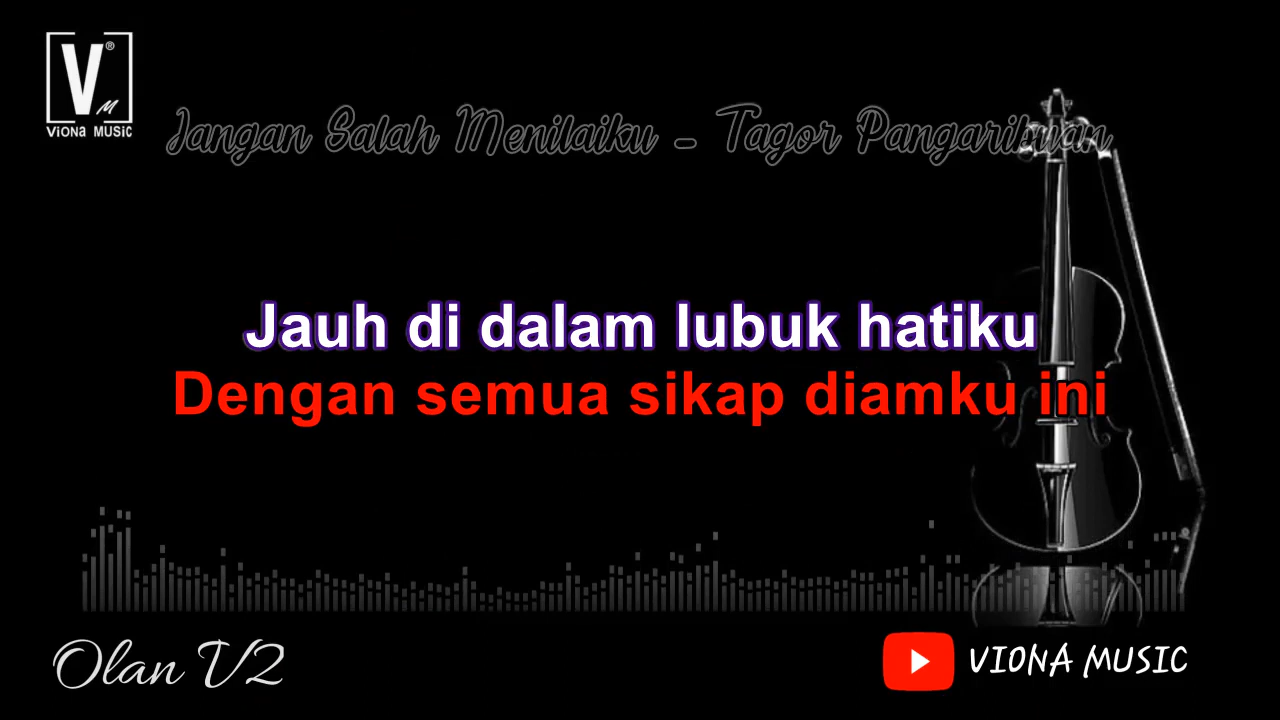 V®
M
VIONA MUSIC
Jangan Salah Menilaiku - Tagor Pangaribuan
Jauh di dalam lubuk hatiku
Dengan semua sikap diamku ini
Olan V2
VIONA MUSIC